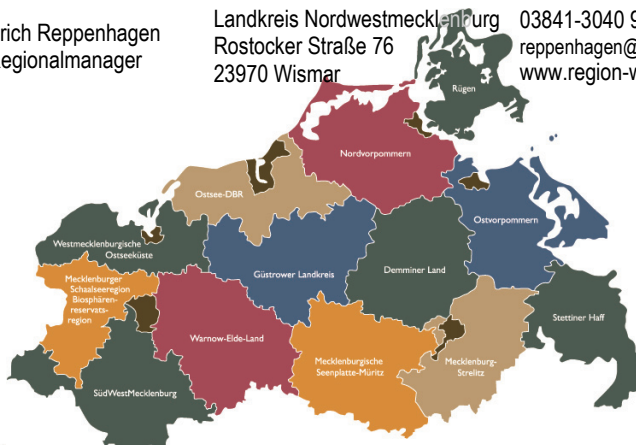 rich Reppenhagen
egionalmanager
Landkreis Nordwestmecklenburg
Rostocker Straße 76
23970 Wismar
03841-3040 9
reppenhagen@
www.region-w
Rügen
Nordvorpommern
Ostsee-DBR
Ostvorpommern
Westmecklenburgische
Ostseeküste
Güstrower Landkreis
Demminer Land
Mecklenburger
Schaalseeregion
Biosphären-
reservats-
region
Stettiner Haff
Warnow-Elde-Land
Mecklenburgische
Seenplatte-Müritz
Mecklenburg-
Strelitz
SüdWestMecklenburg